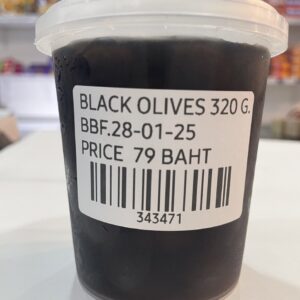 BLACK OLIVES 320 G.
BBF.28-01-25
PRICE 79 BAHT
343471